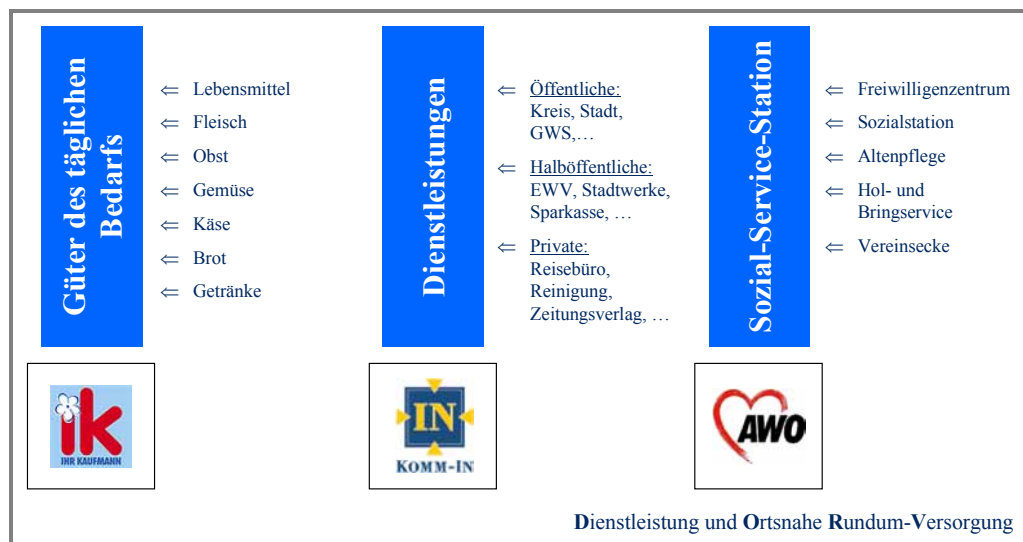 Güter des täglichen
Bedarfs
⇐ Lebensmittel
⇐ Fleisch
⇐ Obst
⇐ Gemüse
⇐ Käse
⇐ Brot
⇐ Getränke
ik
IHR KAUFMANN
Dienstleistungen
⇐ Öffentliche:
Kreis, Stadt,
GWS,…
⇐ Halböffentliche:
EWV, Stadtwerke,
Sparkasse, …
⇐ Private:
Reisebüro,
Reinigung,
Zeitungsverlag, …
IN
KOMM-IN
Sozial-Service-Station
⇐ Freiwilligenzentrum
⇐ Sozialstation
⇐ Altenpflege
⇐ Hol- und
Bringservice
⇐ Vereinsecke
AWO
Dienstleistung und Ortsnahe Rundum-Versorgung